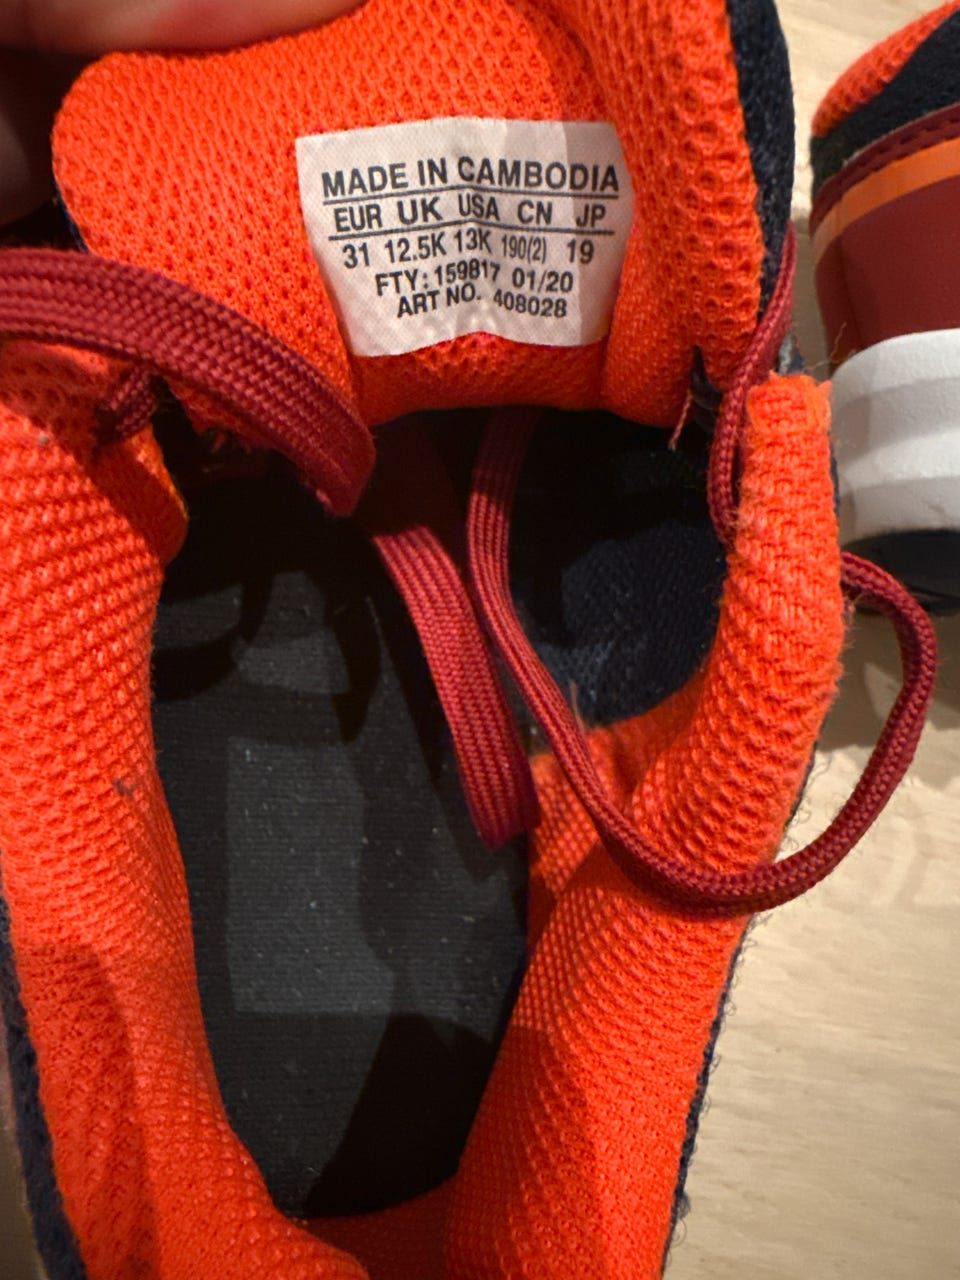 MADE IN CAMBODIA
EUR UK USA CN JP
31 12.5K 13K 190(2) 19
FTY: 159817 01/20
ART NO. 408028